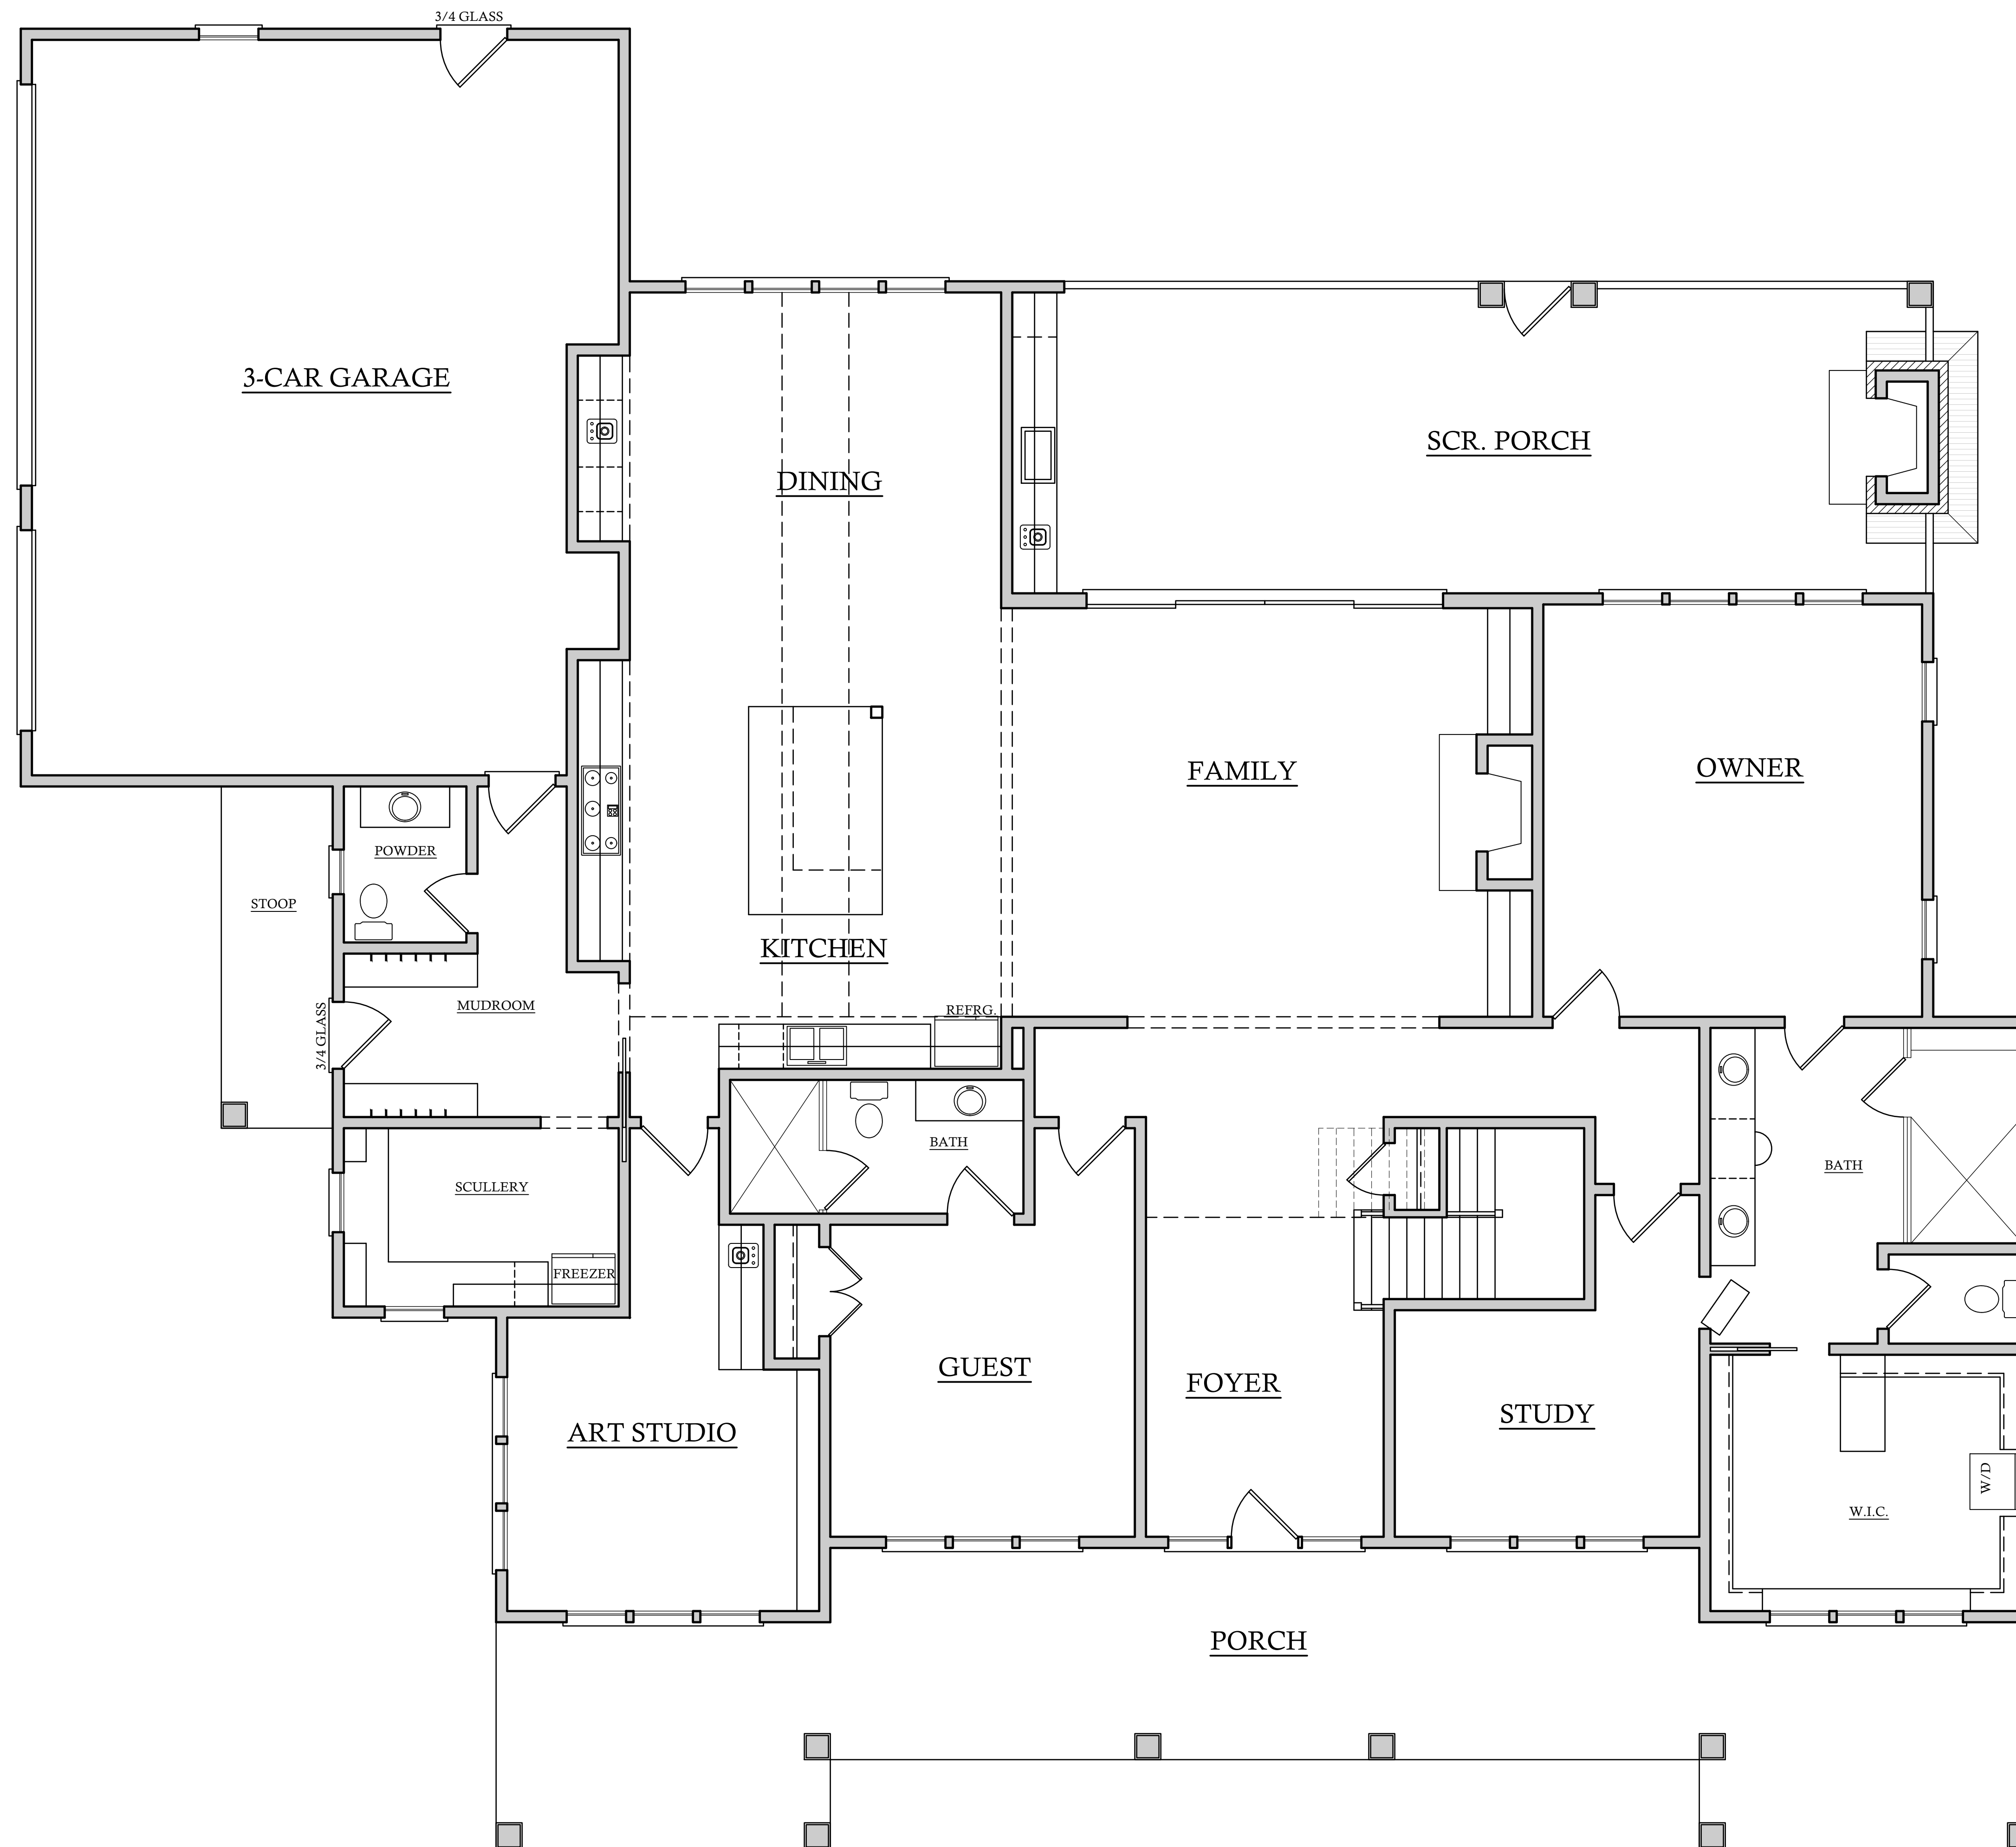 3/4 GLASS
3-CAR GARAGE
SCR. PORCH
DINING
FAMILY
OWNER
POWDER
STOOP
KITCHEN
MUDROOM
REFRG.
3/4 GLASS
BATH
BATH
SCULLERY
FREEZER
GUEST
FOYER
STUDY
ART STUDIO
W/D
W.I.C.
PORCH